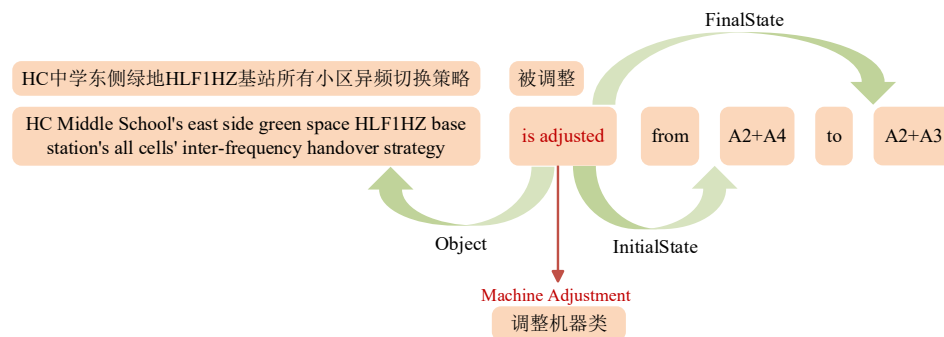 FinalState
HC中学东侧绿地HLF1HZ基站所有小区异频切换策略 被调整
HC Middle School's east side green space HLF1HZ base
station's all cells' inter-frequency handover strategy
is adjusted from A2+A4 to A2+A3
Object InitialState
Machine Adjustment
调整机器类